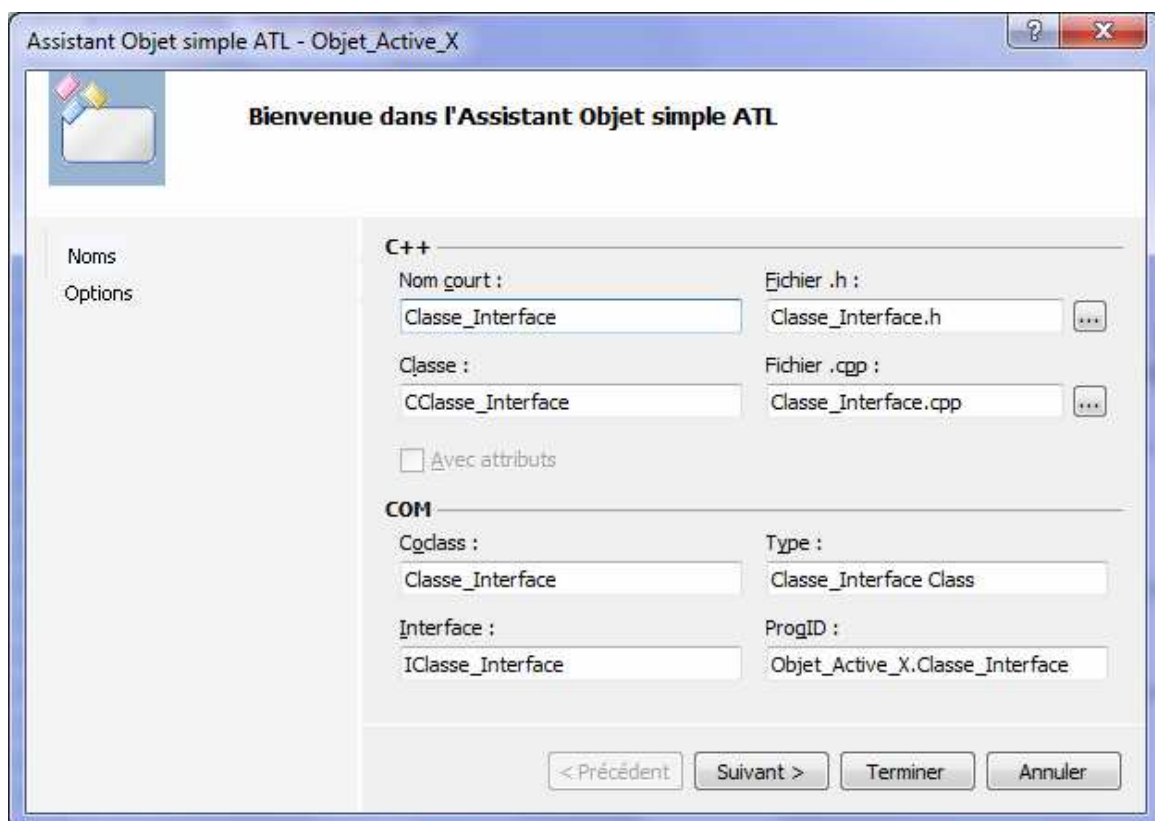 Assistant Objet simple ATL - Objet_Active_X
Bienvenue dans l'Assistant Objet simple ATL
Noms
Options
C++
Nom court :
Fichier .h :
Classe_Interface
Classe_Interface.h
...
Classe :
Fichier .cpp :
CClasse_Interface
Classe_Interface.cpp
...
Avec attributs
COM
Coclass :
Type :
Classe_Interface
Classe_Interface Class
Interface :
ProgID :
IClasse_Interface
Objet_Active_X.Classe_Interface
< Précédent
Suivant >
Terminer
Annuler